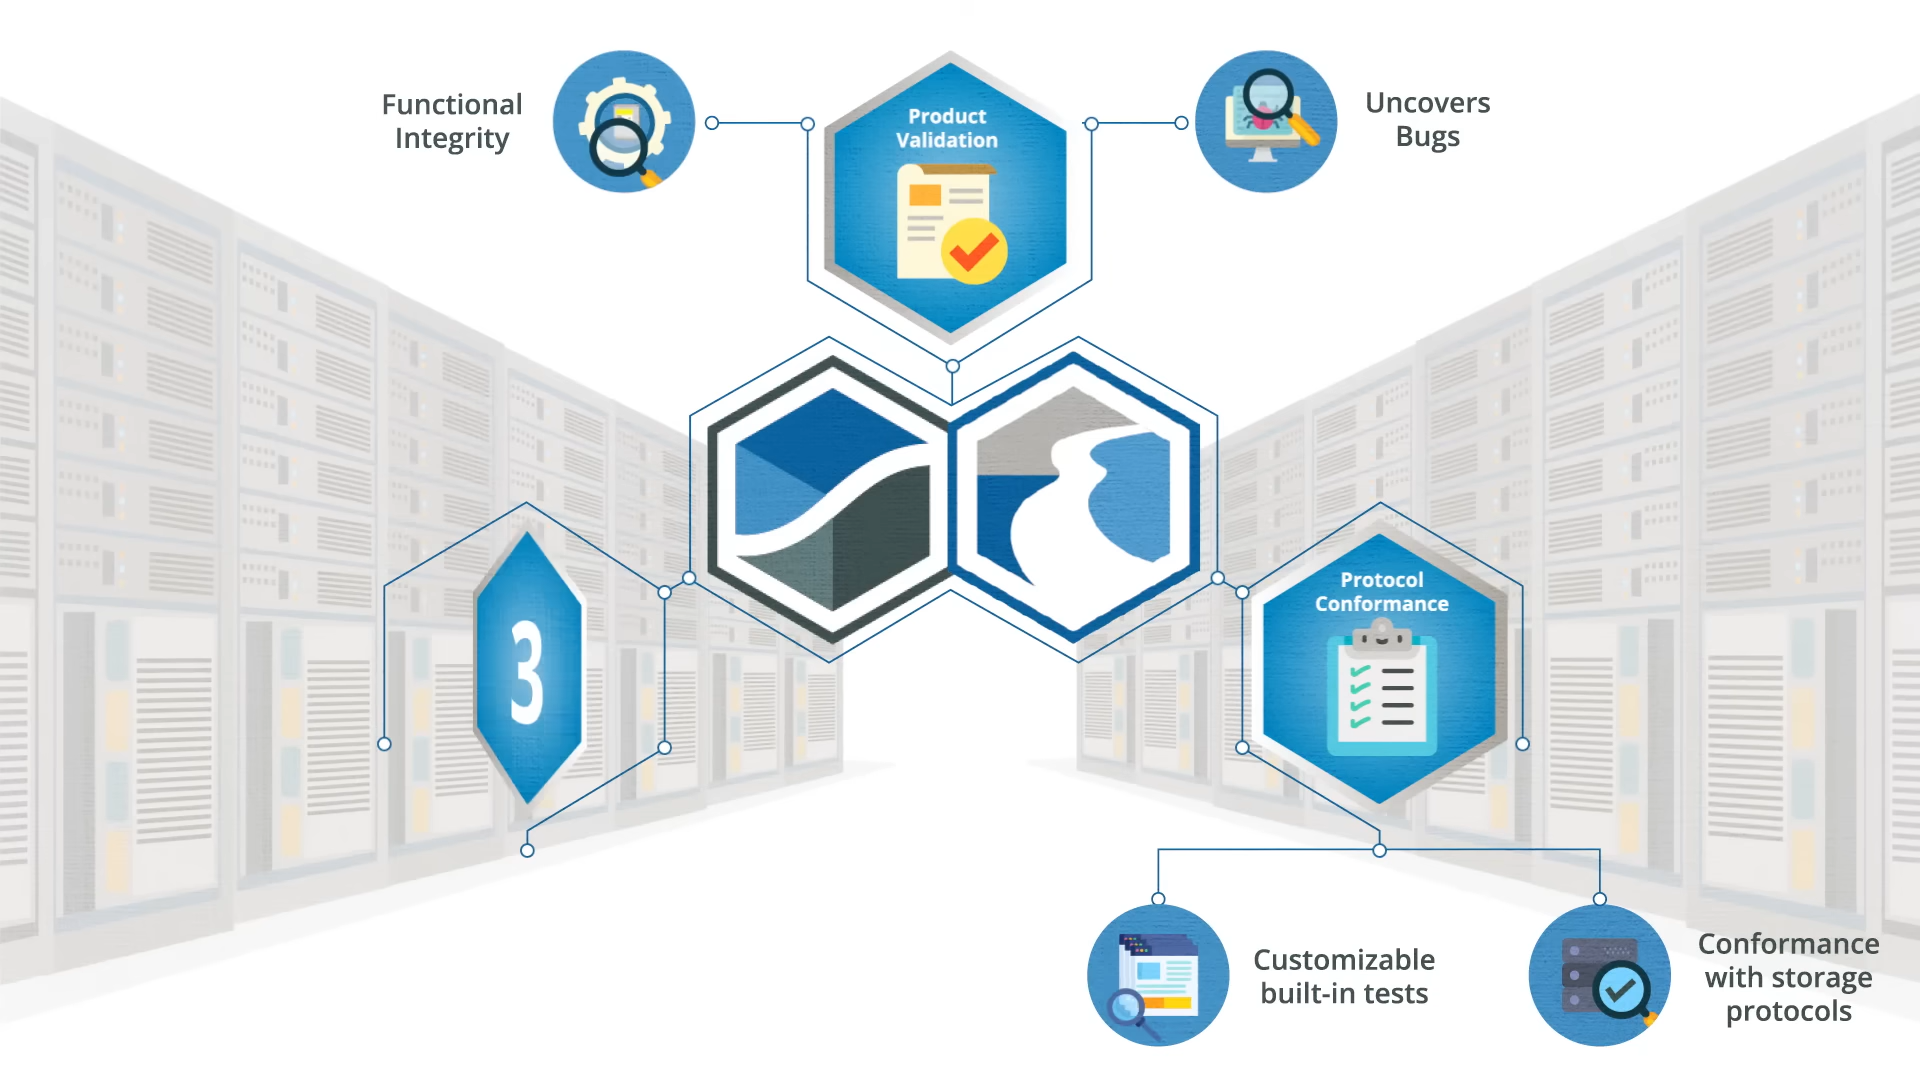 Functional
Integrity
Product
Validation
Uncovers
Bugs
3
Protocol
Conformance
Customizable
built-in tests
Conformance
with storage
protocols